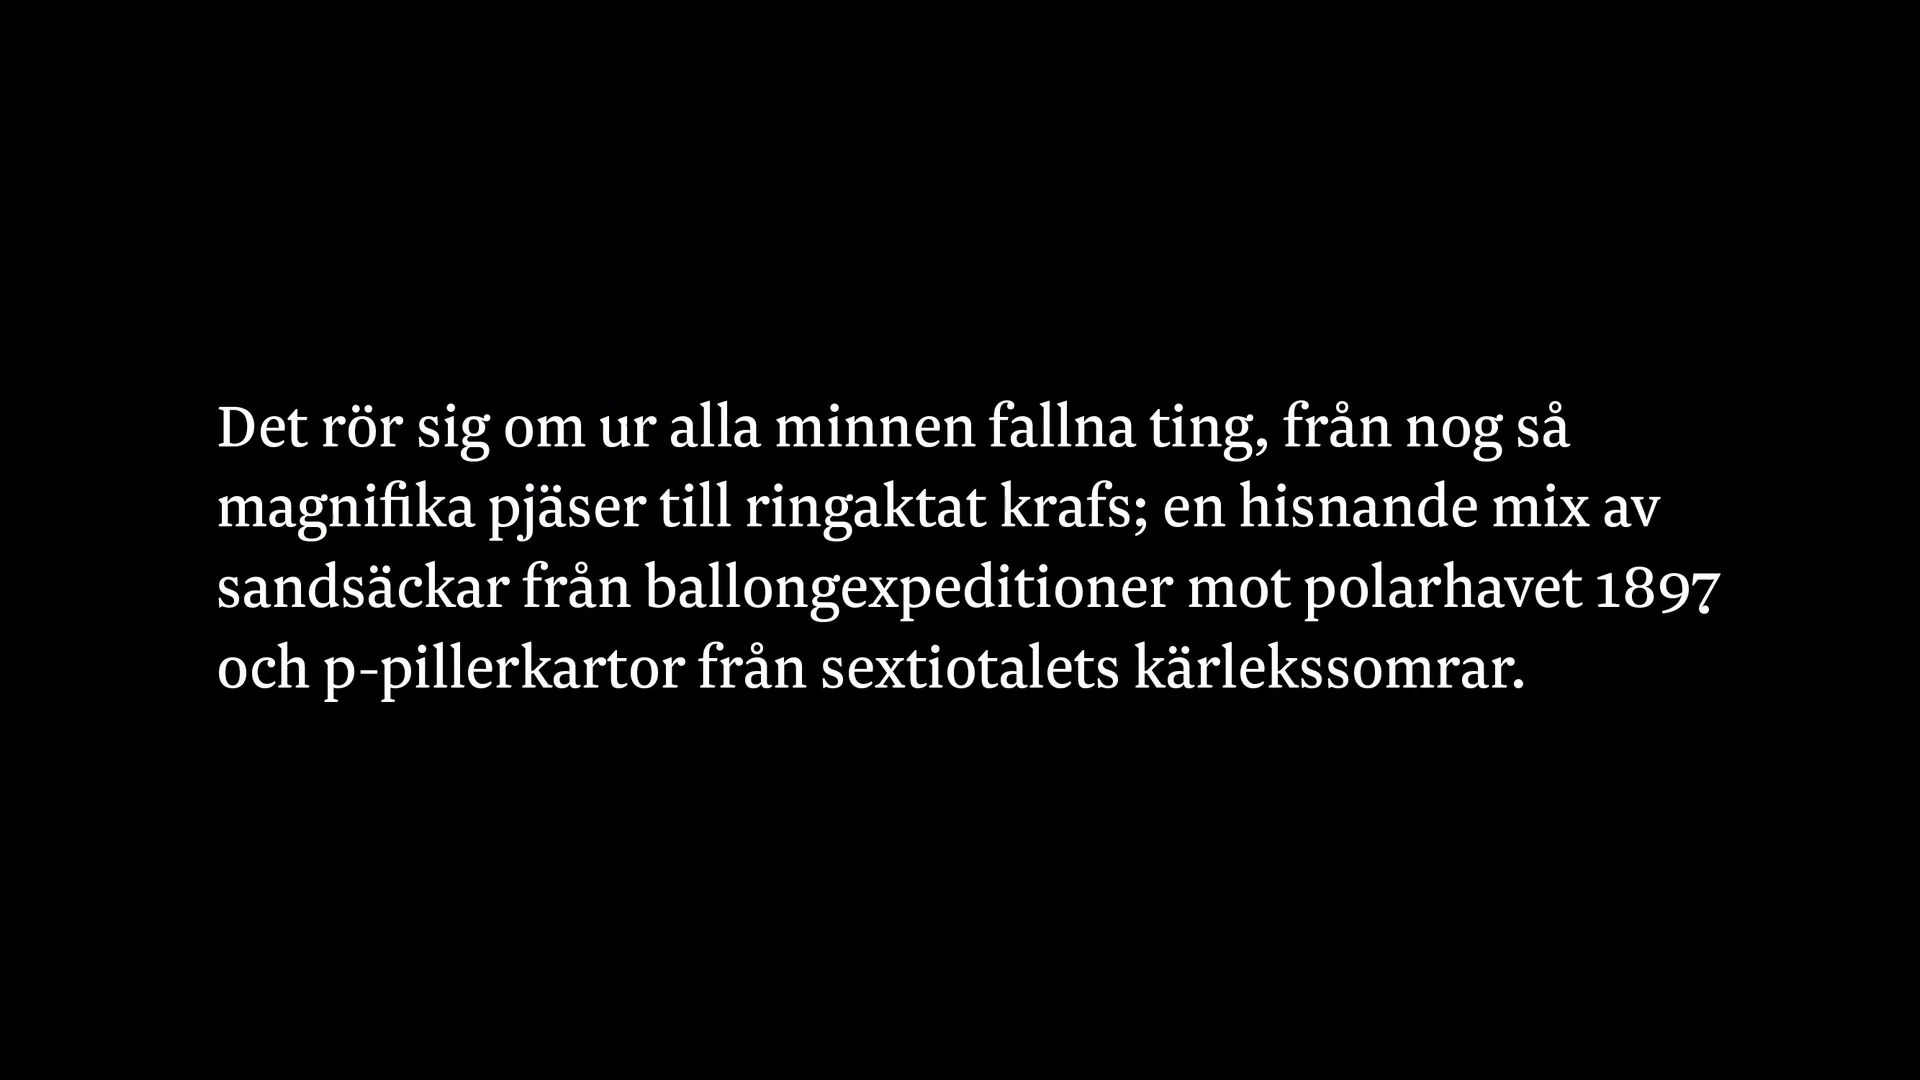 Det rör sig om ur alla minnen fallna ting, från nog så
magnifika pjäser till ringaktat krafs; en hisnande mix av
sandsäckar från ballongexpeditioner mot polarhavet 1897
och p-pillerkartor från sextiotalets kärlekssomrar.